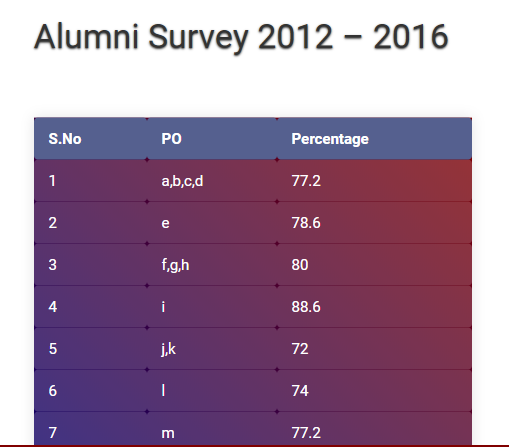 Alumni Survey 2012 – 2016
S.No PO Percentage
1 a,b,c,d 77.2
2 e 78.6
3 f,g,h 80
4 i 88.6
5 j,k 72
6 l 74
7 m 77.2